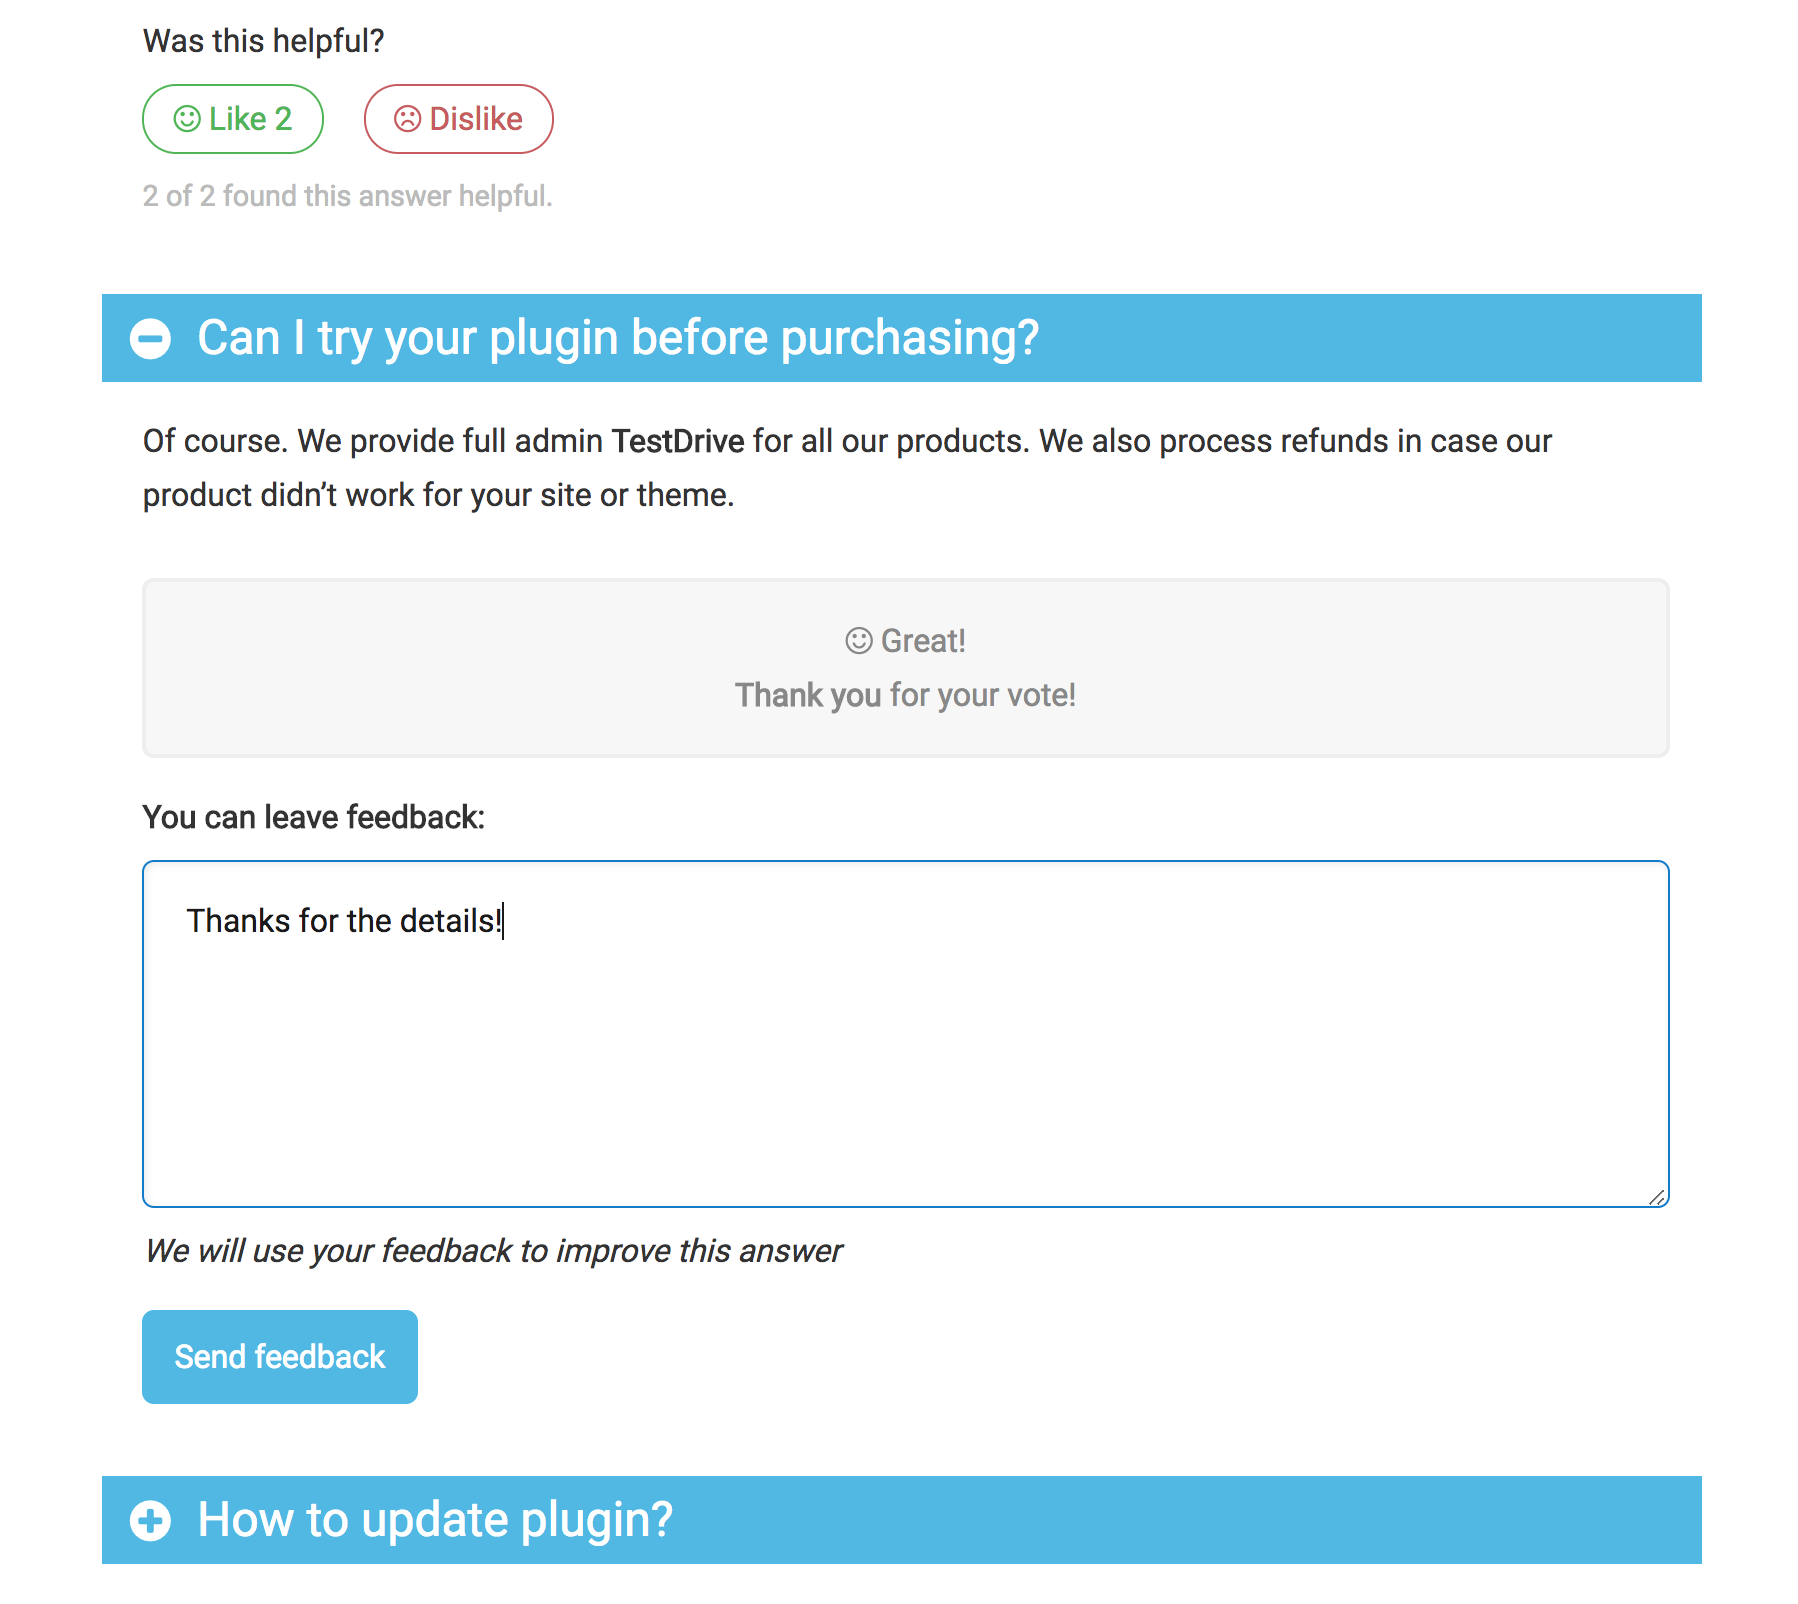 Was this helpful?
Like 2
Dislike
2 of 2 found this answer helpful.
Can I try your plugin before purchasing?
Of course. We provide full admin TestDrive for all our products. We also process refunds in case our
product didn’t work for your site or theme.
Great!
Thank you for your vote!
You can leave feedback:
Thanks for the details!
We will use your feedback to improve this answer
Send feedback
How to update plugin?